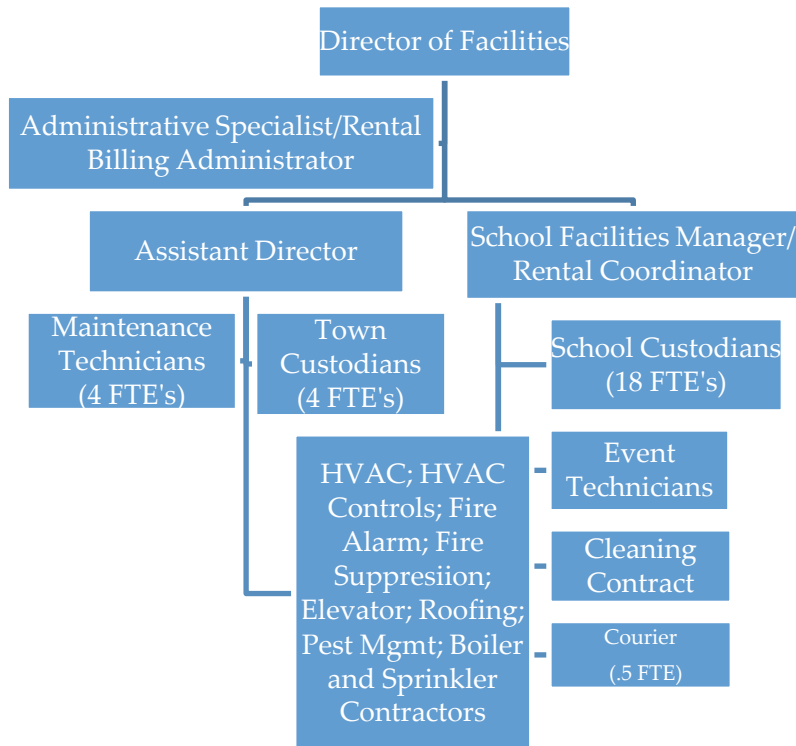 Director of Facilities
Administrative Specialist/Rental
Billing Administrator
Assistant Director
School Facilities Manager/
Rental Coordinator
Maintenance
Technicians
(4 FTE's)
Town
Custodians
(4 FTE's)
School Custodians
(18 FTE's)
HVAC; HVAC
Controls; Fire
Alarm; Fire
Suppresiion;
Elevator; Roofing;
Pest Mgmt; Boiler
and Sprinkler
Contractors
Event
Technicians
Cleaning
Contract
Courier
(.5 FTE)